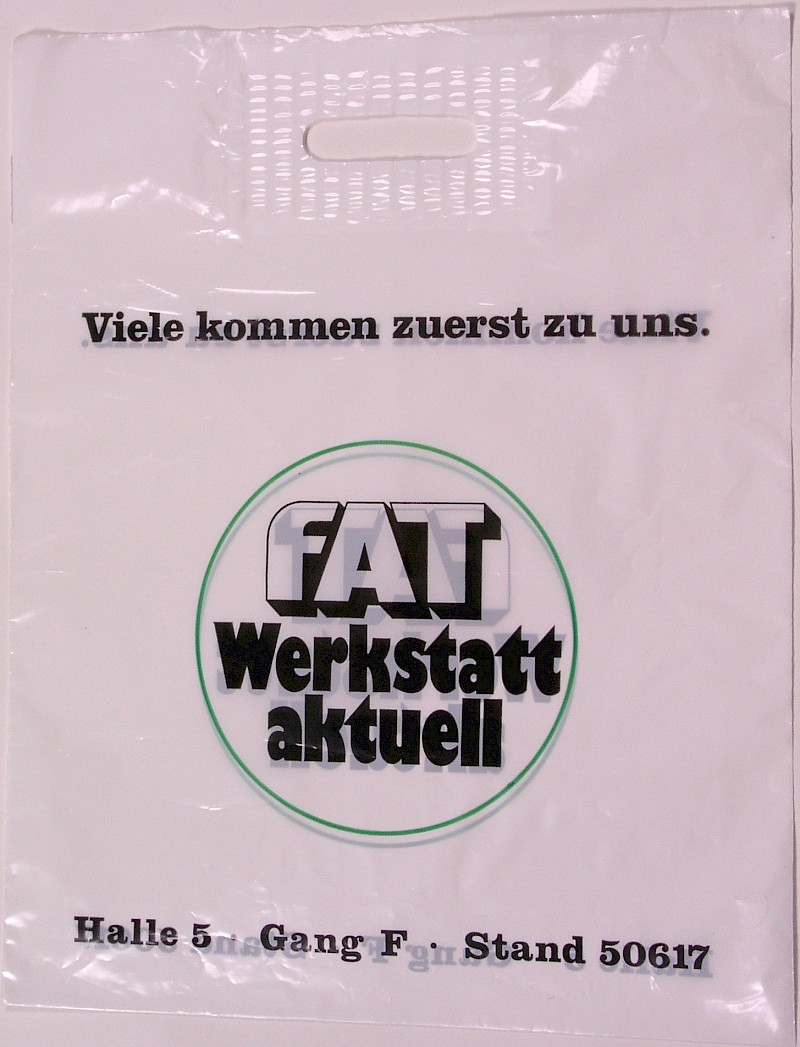 Viele kommen zuerst zu uns.
fAT
Werkstatt
aktuell
Halle 5 · Gang F · Stand 50617